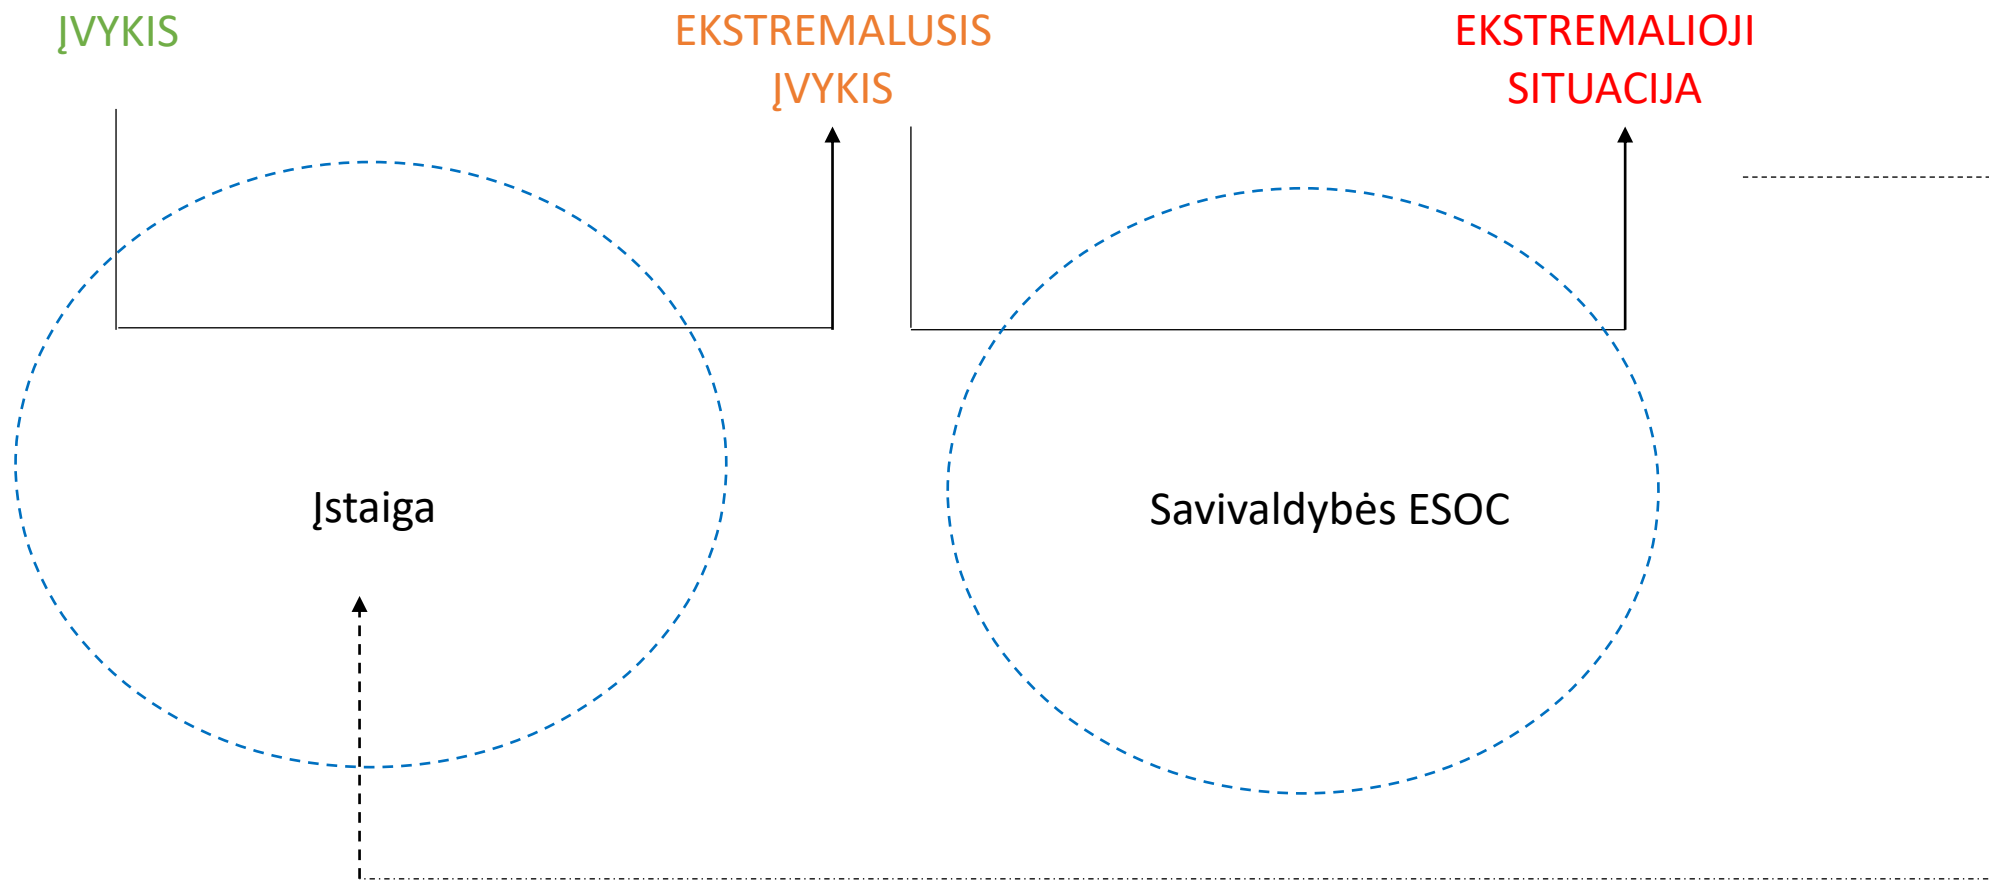 ĮVYKIS
EKSTREMALUSIS
ĮVYKIS
EKSTREMALIOJI
SITUACIJA
Įstaiga
Savivaldybės ESOC